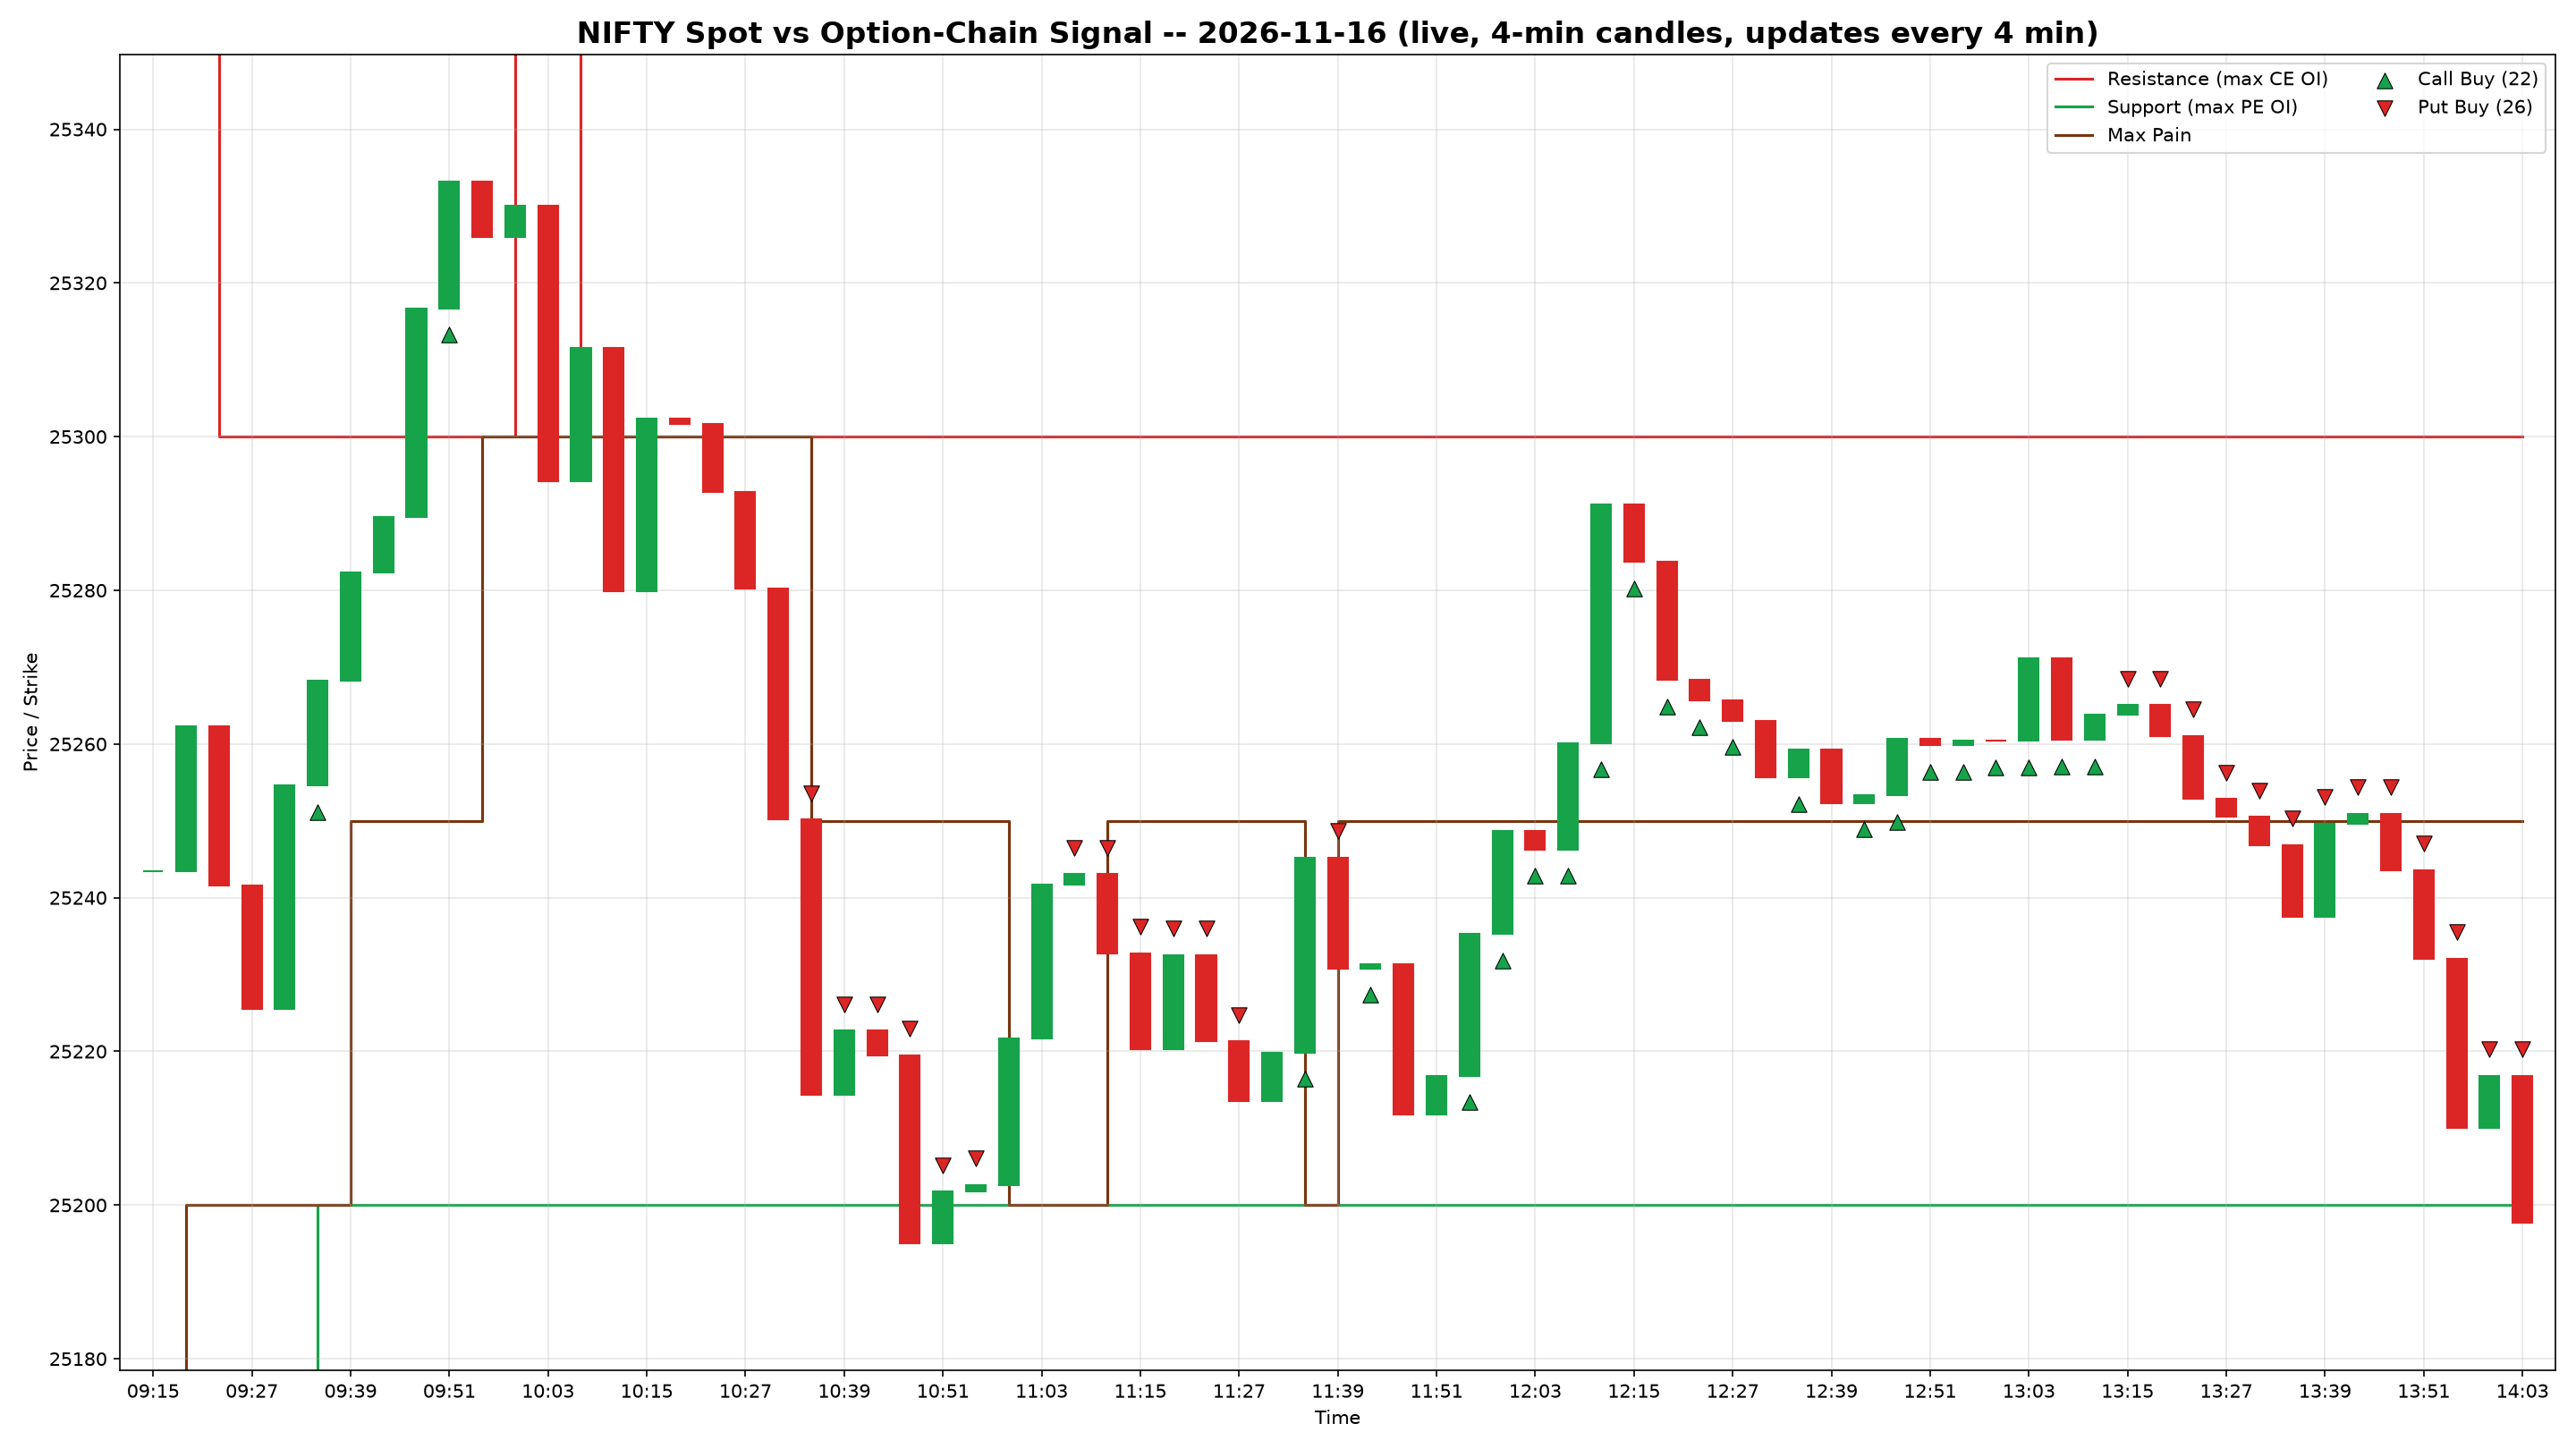 NIFTY Spot vs Option-Chain Signal -- 2026-11-16 (live, 4-min candles, updates every 4 min)
Resistance (max CE OI)
Support (max PE OI)
Max Pain
Call Buy (22)
Put Buy (26)
Price / Strike
25340
25320
25300
25280
25260
25240
25220
25200
25180
09:15 09:27 09:39 09:51 10:03 10:15 10:27 10:39 10:51 11:03 11:15 11:27 11:39 11:51 12:03 12:15 12:27 12:39 12:51 13:03 13:15 13:27 13:39 13:51 14:03
Time